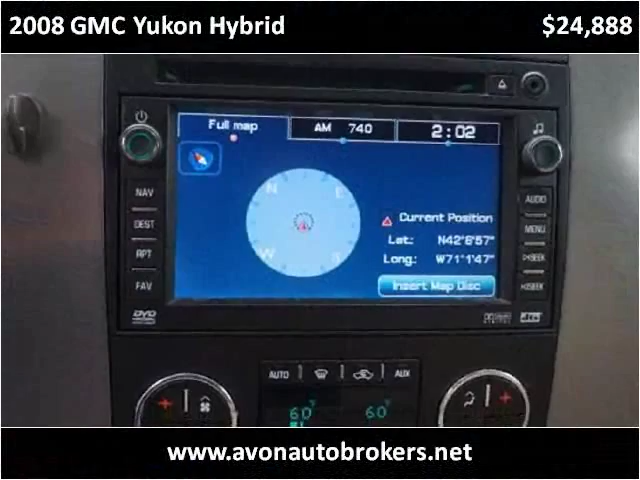 2008 GMC Yukon Hybrid $24,888
Full map AM 740 2:02
N E
W S
Current Position
Lat: N42°6'57"
Long: W71°1'47"
Insert Map Disc
NAV
DEST
RPT
FAV
AUDIO
MENU
SEEK
SEEK
DVD
dts
AUTO AUX
60°F 60°F
www.avonautobrokers.net